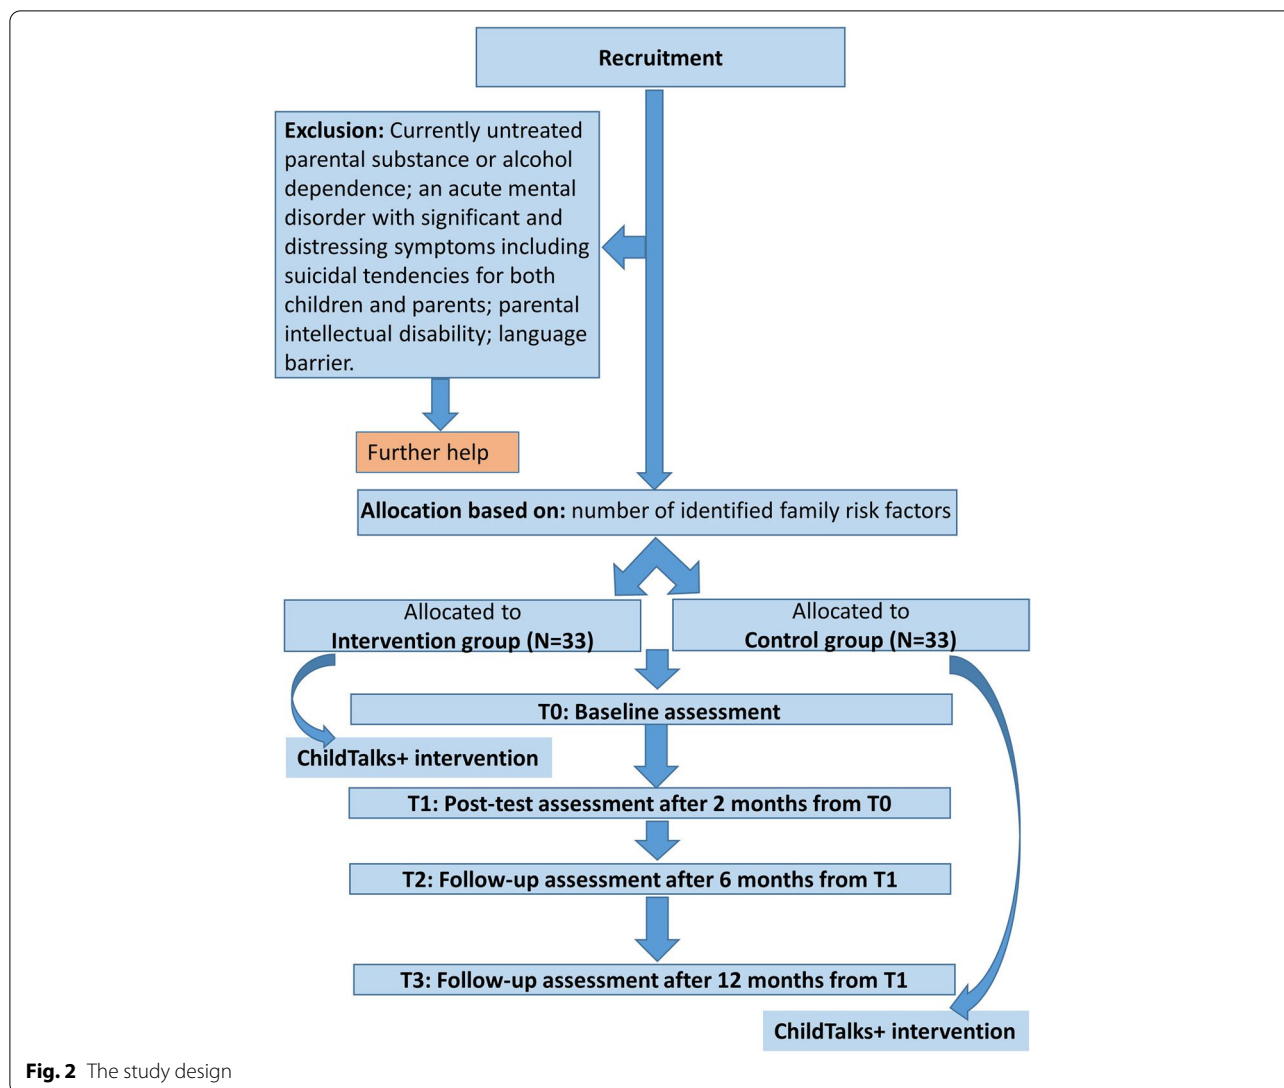 Recruitment
Exclusion: Currently untreated
parental substance or alcohol
dependence; an acute mental
disorder with significant and
distressing symptoms including
suicidal tendencies for both
children and parents; parental
intellectual disability; language
barrier.
Further help
Allocation based on: number of identified family risk factors
Allocated to
Intervention group (N=33)
Allocated to
Control group (N=33)
T0: Baseline assessment
ChildTalks+ intervention
T1: Post-test assessment after 2 months from T0
T2: Follow-up assessment after 6 months from T1
T3: Follow-up assessment after 12 months from T1
ChildTalks+ intervention
Fig. 2 The study design